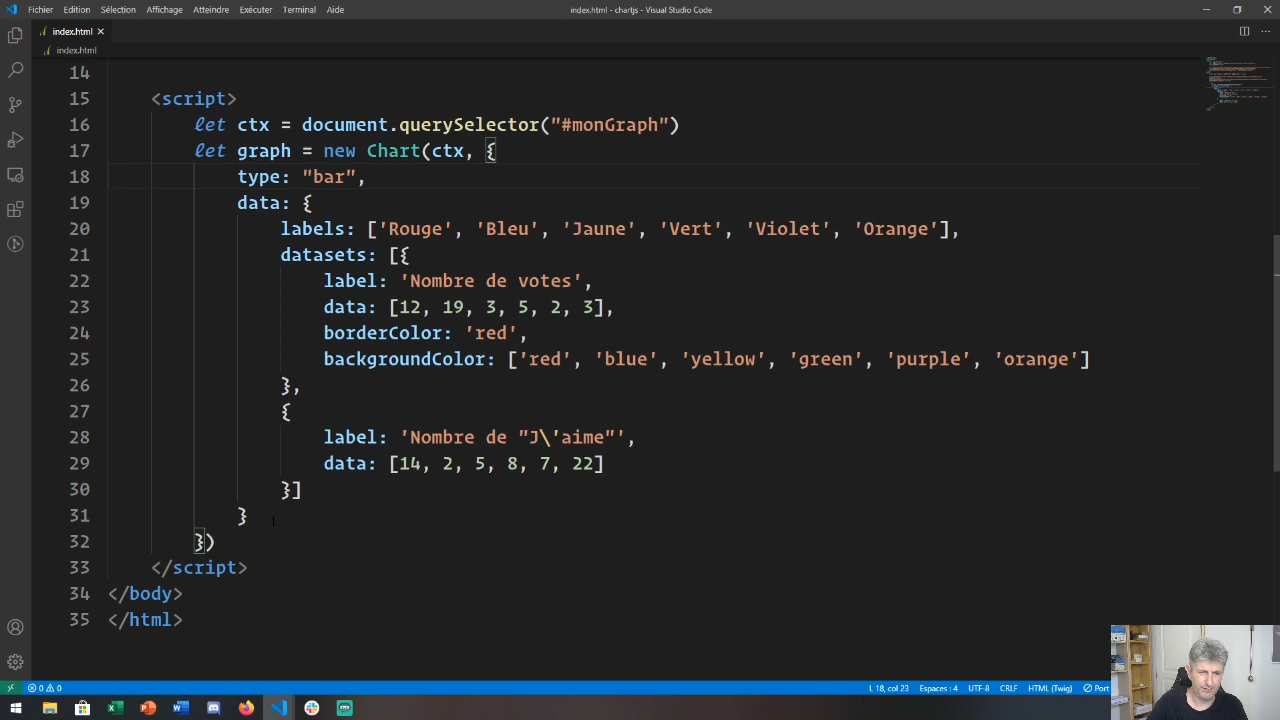 Fichier Edition Sélection Affichage Atteindre Exécuter Terminal Aide index.html - chartjs - Visual Studio Code
index.html
index.html
14
15 <script>
16 let ctx = document.querySelector("#monGraph")
17 let graph = new Chart(ctx, {
18 type: "bar",
19 data: {
20 labels: ['Rouge', 'Bleu', 'Jaune', 'Vert', 'Violet', 'Orange'],
21 datasets: [{
22 label: 'Nombre de votes',
23 data: [12, 19, 3, 5, 2, 3],
24 borderColor: 'red',
25 backgroundColor: ['red', 'blue', 'yellow', 'green', 'purple', 'orange']
26 },
27 {
28 label: 'Nombre de "J\'aime"',
29 data: [14, 2, 5, 8, 7, 22]
30 }]
31 }
32 })
33 </script>
34 </body>
35 </html>
0 0 L 18, col 23 Espaces : 4 UTF-8 CRLF HTML (Twig) Port